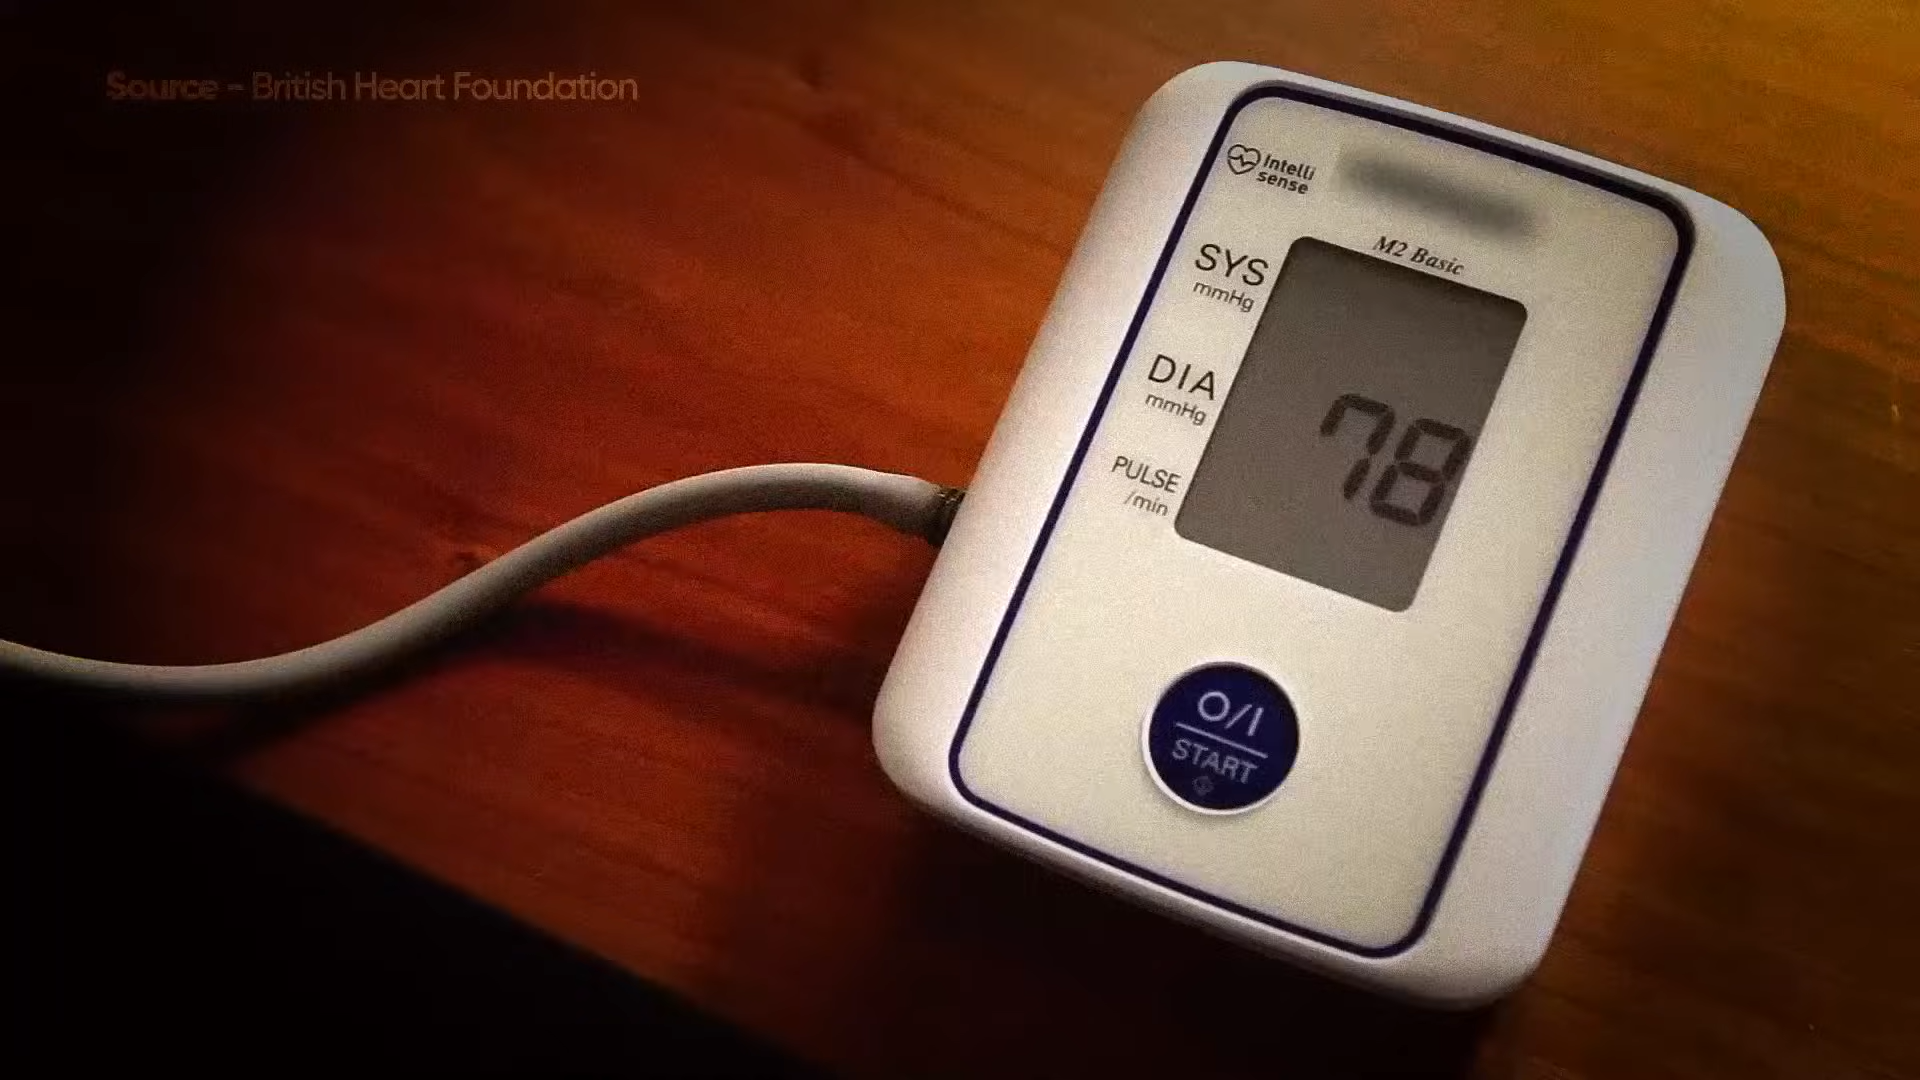 Source - British Heart Foundation
Intelli
sense
M2 Basic
SYS
mmHg
DIA
mmHg
78
PULSE
/min
O/I
START